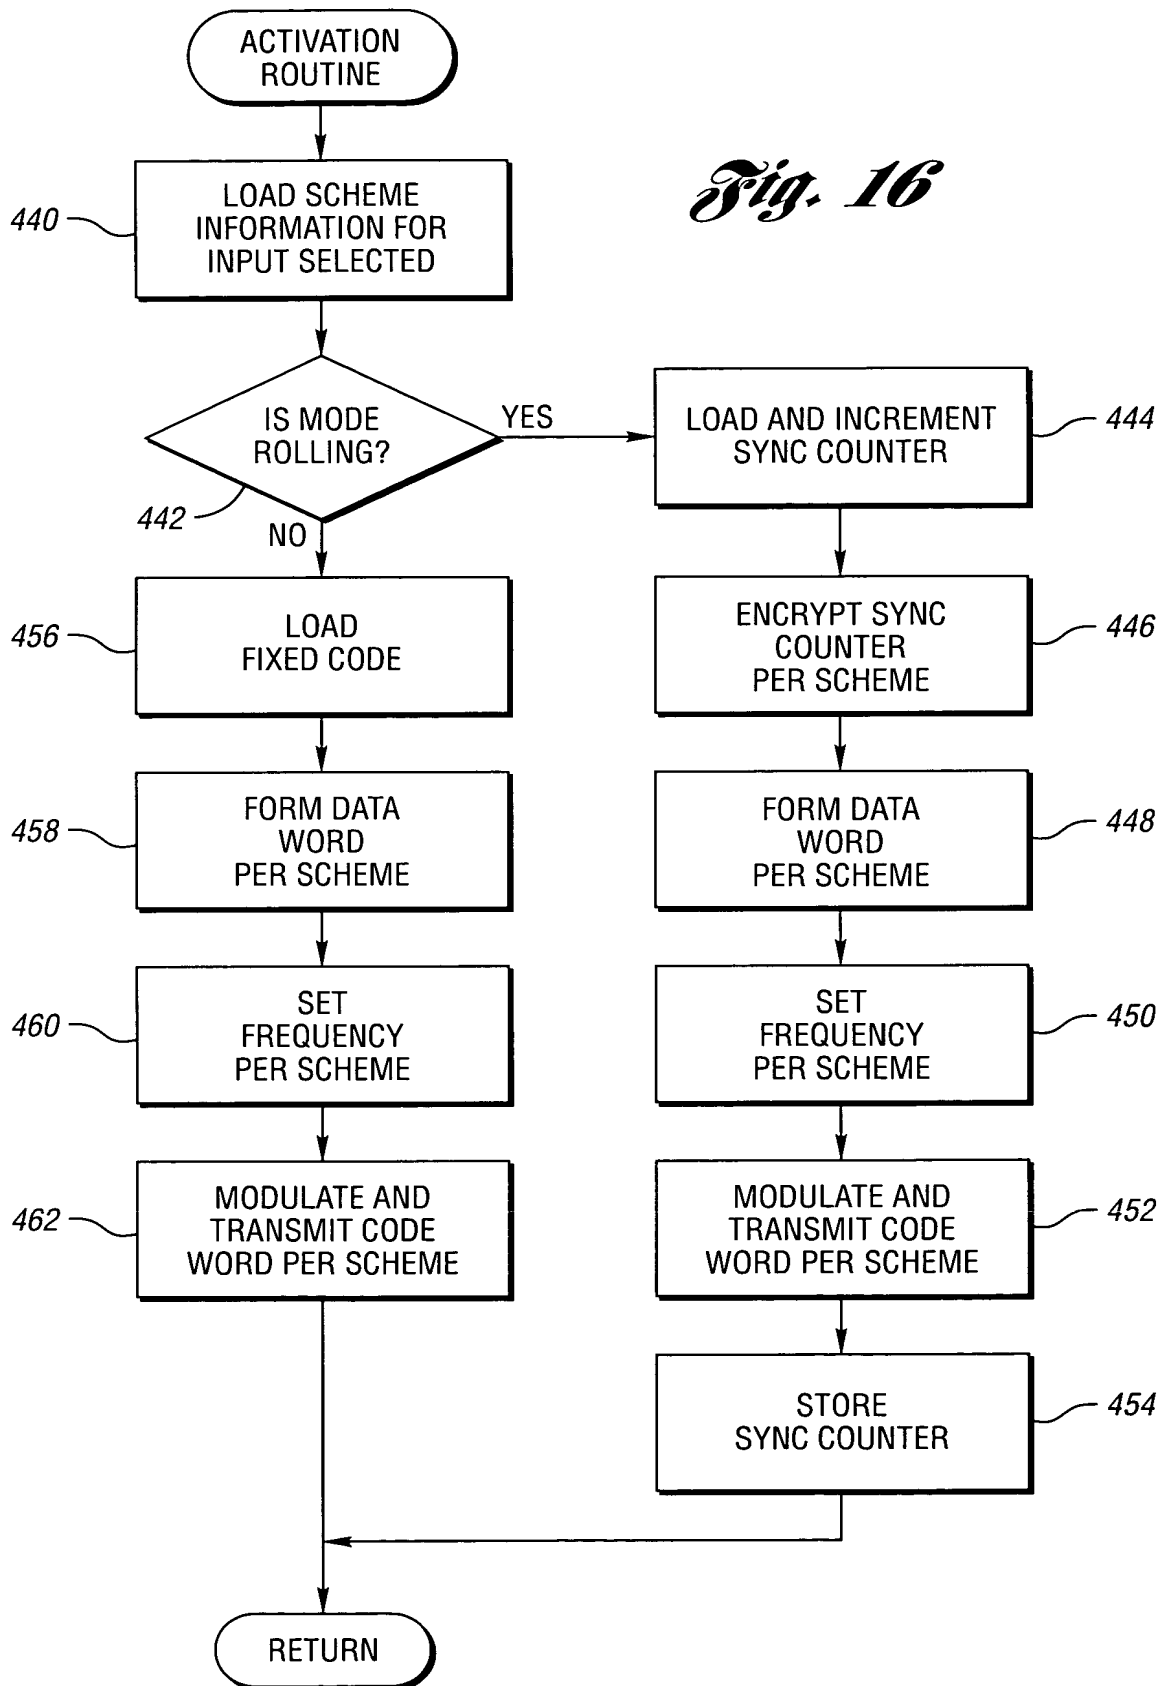 ACTIVATION
ROUTINE
Fig. 16
440
LOAD SCHEME
INFORMATION FOR
INPUT SELECTED
IS MODE
ROLLING?
YES
442
NO
LOAD AND INCREMENT
SYNC COUNTER
444
456
LOAD
FIXED CODE
ENCRYPT SYNC
COUNTER
PER SCHEME
446
458
FORM DATA
WORD
PER SCHEME
FORM DATA
WORD
PER SCHEME
448
460
SET
FREQUENCY
PER SCHEME
SET
FREQUENCY
PER SCHEME
450
462
MODULATE AND
TRANSMIT CODE
WORD PER SCHEME
MODULATE AND
TRANSMIT CODE
WORD PER SCHEME
452
STORE
SYNC COUNTER
454
RETURN